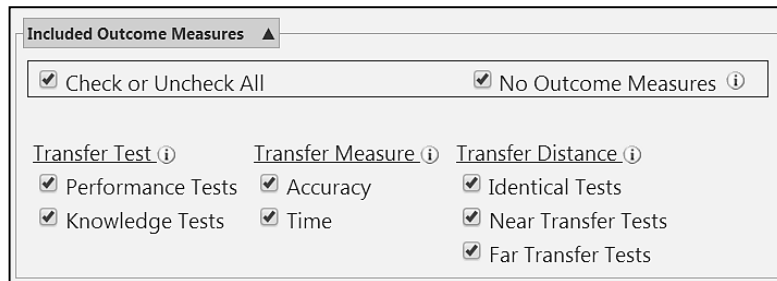 Included Outcome Measures ▲
Check or Uncheck All No Outcome Measures
Transfer Test Transfer Measure Transfer Distance
Performance Tests Accuracy Identical Tests
Knowledge Tests Time Near Transfer Tests
Far Transfer Tests